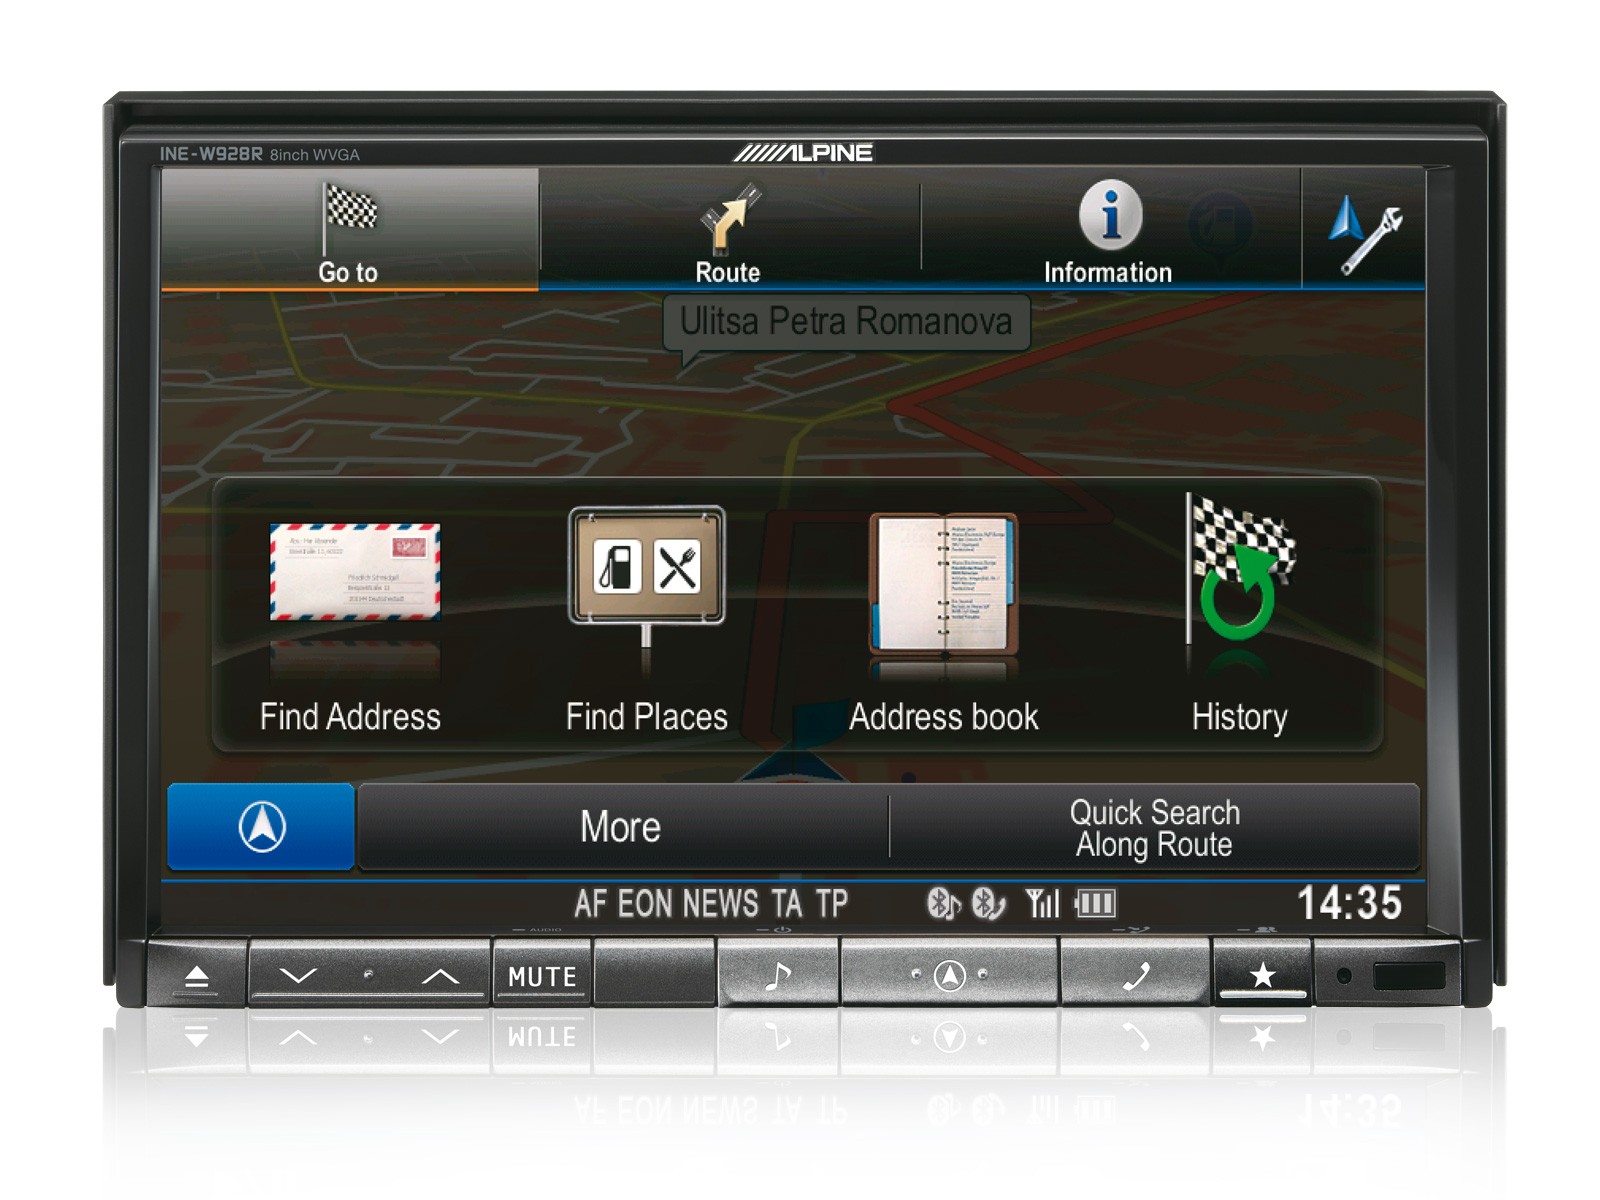 INE-W928R 8inch WVGA
ALPINE
Go to
Route
Information
Ulitsa Petra Romanova
Find Address
Find Places
Address book
History
More
Quick Search
Along Route
AF EON NEWS TA TP
14:35
AUDIO
MUTE